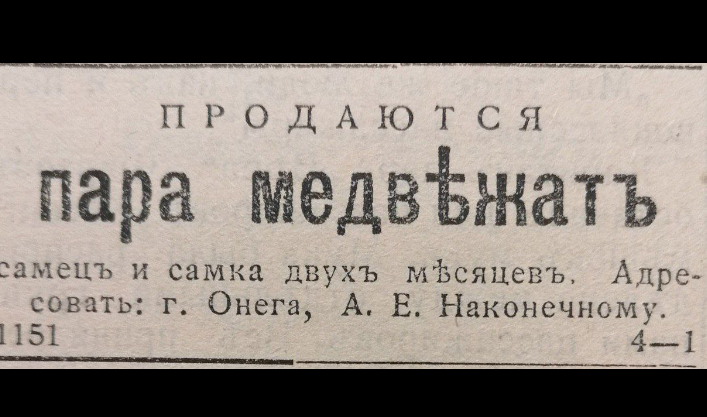 ПРОДАЮТСЯ
пара медвѣжатъ
самецъ и самка двухъ мѣсяцевъ. Адре-
совать: г. Онега, А. Е. Наконечному.
1151 4—1